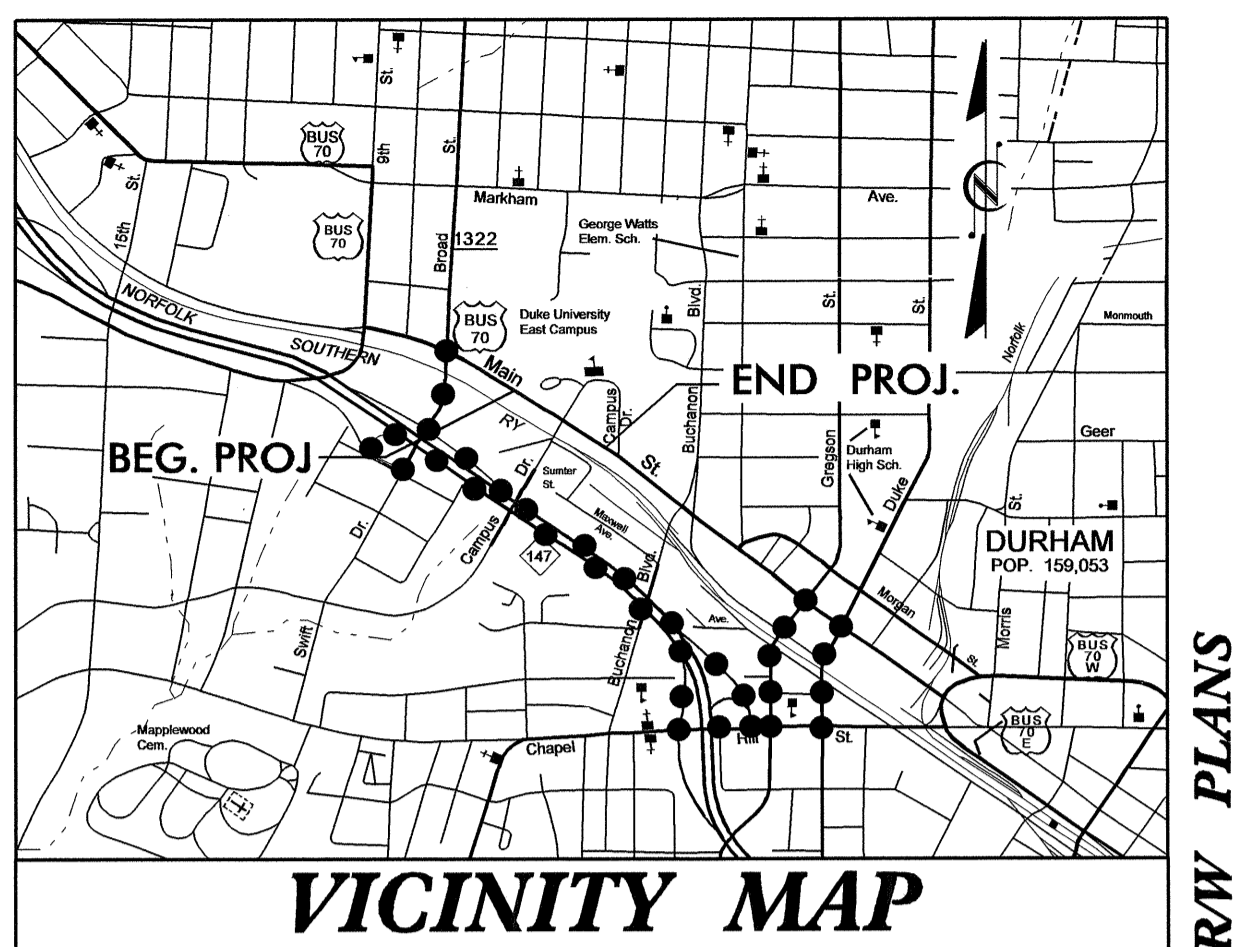 St.
9th
BUS
70
St.
St.
15th
Markham
Ave.
BUS
70
Broad
1322
George Watts
Elem. Sch.
NORFOLK
SOUTHERN
RY
BUS
70
Duke University
East Campus
Blvd.
St.
St.
Monmouth
Norfolk
Main
St.
Campus
Dr.
Buchanon
END PROJ.
BEG. PROJ
Geer
Gregson
Durham
High Sch.
Duke
St.
Dr.
Sumter
St.
Maxwell
Ave.
Dr.
Campus
147
DURHAM
POP. 159,053
Blvd.
Morgan
St.
Ave.
Morris
BUS
70
W
Swift
Buchanon
Mapplewood
Cem.
Chapel
Hill
St.
BUS
70
E
VICINITY MAP
R/W PLANS